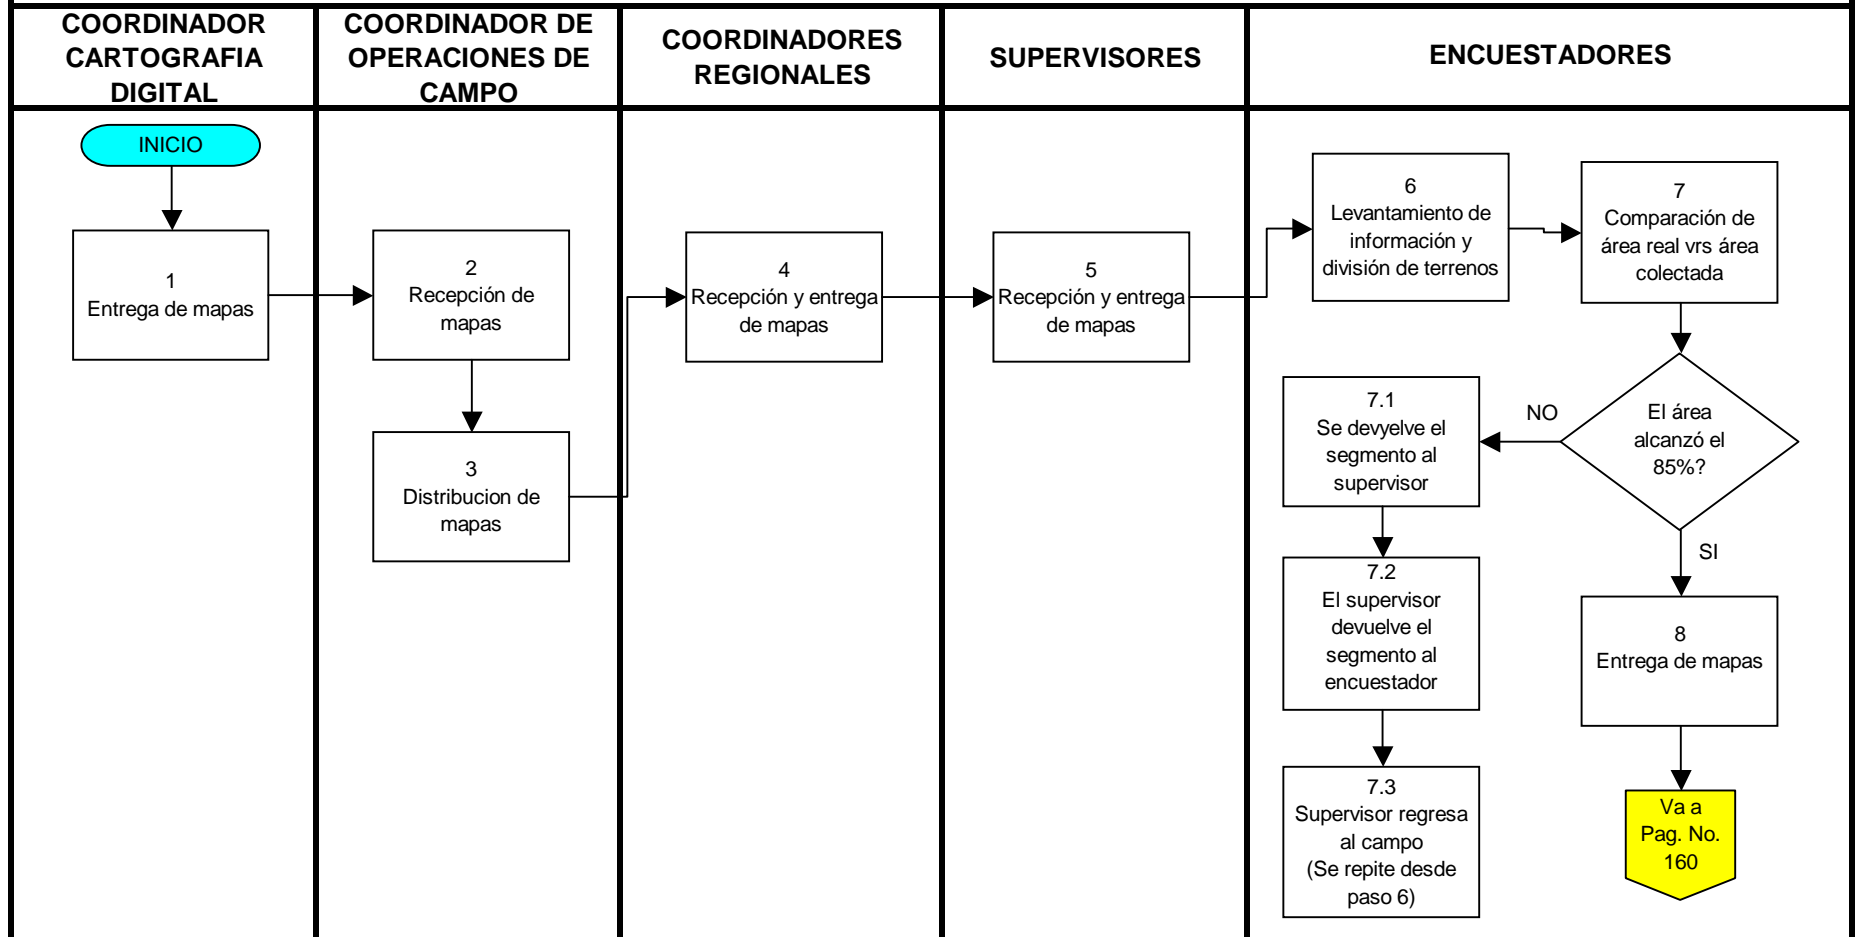 COORDINADOR
CARTOGRAFIA
DIGITAL
COORDINADOR DE
OPERACIONES DE
CAMPO
COORDINADORES
REGIONALES
SUPERVISORES
ENCUESTADORES
INICIO
1
Entrega de mapas
2
Recepción de
mapas
3
Distribucion de
mapas
4
Recepción y entrega
de mapas
5
Recepción y entrega
de mapas
6
Levantamiento de
información y
división de terrenos
7
Comparación de
área real vrs área
colectada
El área
alcanzó el
85%?
NO
7.1
Se devyelve el
segmento al
supervisor
7.2
El supervisor
devuelve el
segmento al
encuestador
7.3
Supervisor regresa
al campo
(Se repite desde
paso 6)
SI
8
Entrega de mapas
Va a
Pag. No.
160